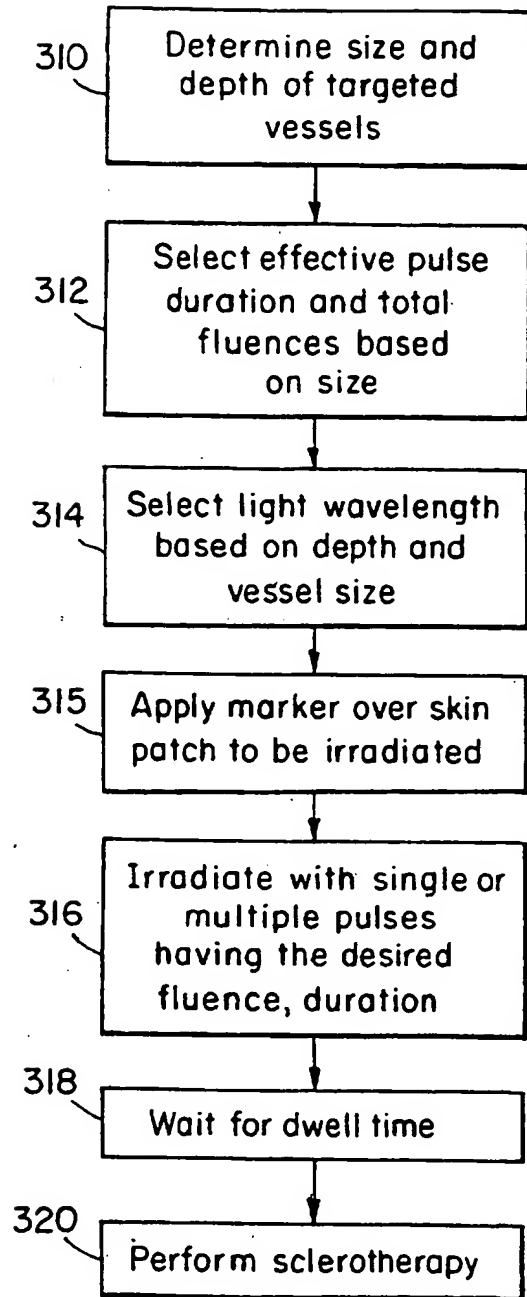 310
Determine size and
depth of targeted
vessels
312
Select effective pulse
duration and total
fluences based
on size
314
Select light wavelength
based on depth and
vessel size
315
Apply marker over skin
patch to be irradiated
316
Irradiate with single or
multiple pulses
having the desired
fluence, duration
318
Wait for dwell time
320
Perform sclerotherapy